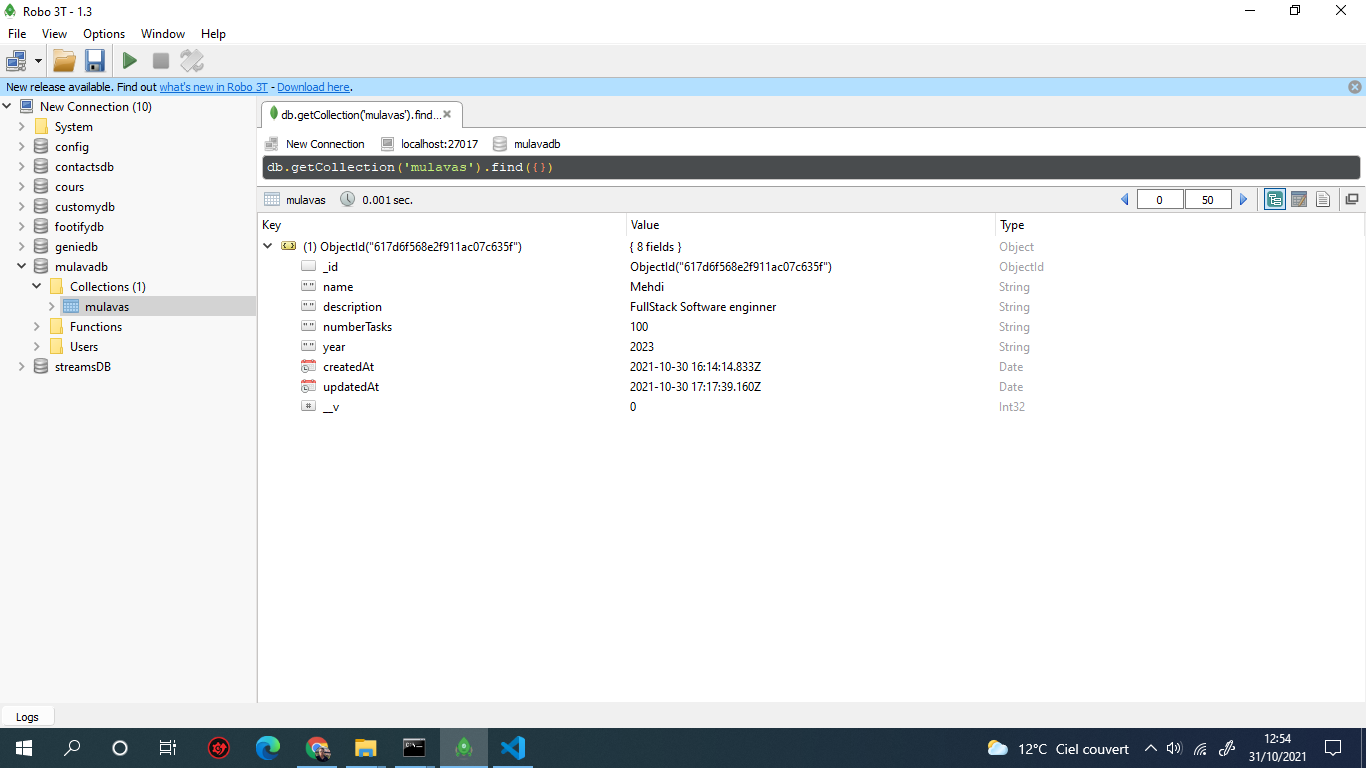 Robo 3T - 1.3
File View Options Window Help
New release available. Find out what's new in Robo 3T - Download here.
New Connection (10)
System
config
contactsdb
cours
customydb
footifydb
geniedb
mulavadb
Collections (1)
mulavas
Functions
Users
streamsDB
db.getCollection('mulavas').find...
New Connection localhost:27017 mulavadb
db.getCollection('mulavas').find({})
mulavas 0.001 sec. 0 50
Key Value Type
(1) ObjectId("617d6f568e2f911ac07c635f") { 8 fields } Object
_id ObjectId("617d6f568e2f911ac07c635f") ObjectId
name Mehdi String
description FullStack Software enginner String
numberTasks 100 String
year 2023 String
createdAt 2021-10-30 16:14:14.833Z Date
updatedAt 2021-10-30 17:17:39.160Z Date
__v 0 Int32
Logs
12°C Ciel couvert
12:54
31/10/2021